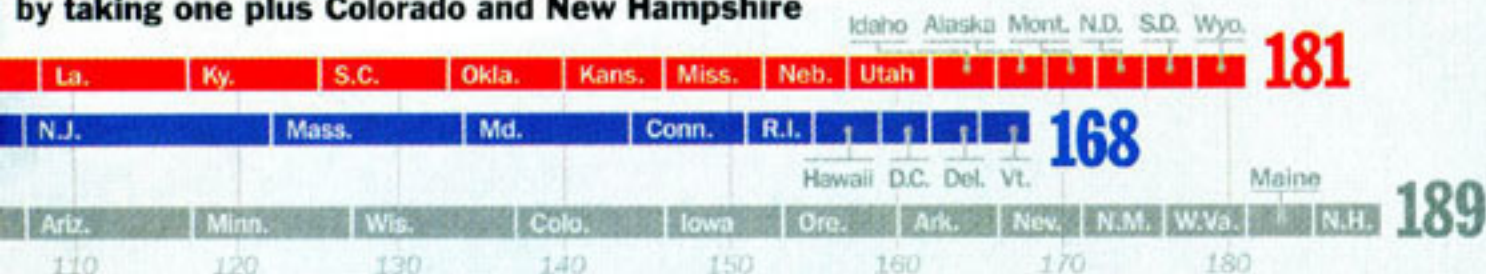 by taking one plus Colorado and New Hampshire
Idaho Alaska Mont. N.D. S.D. Wyo.
La. Ky. S.C. Okla. Kans. Miss. Neb. Utah 181
N.J. Mass. Md. Conn. R.I. 168
Hawaii D.C. Del. Vt.
Maine
Ariz. Minn. Wis. Colo. Iowa Ore. Ark. Nev. N.M. W.Va. N.H. 189
110 120 130 140 150 160 170 180